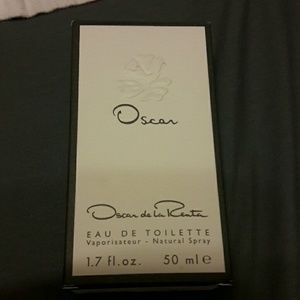 Oscar
Oscar de la Renta
EAU DE TOILETTE
Vaporisateur - Natural Spray
1.7 fl.oz. 50 ml ℮